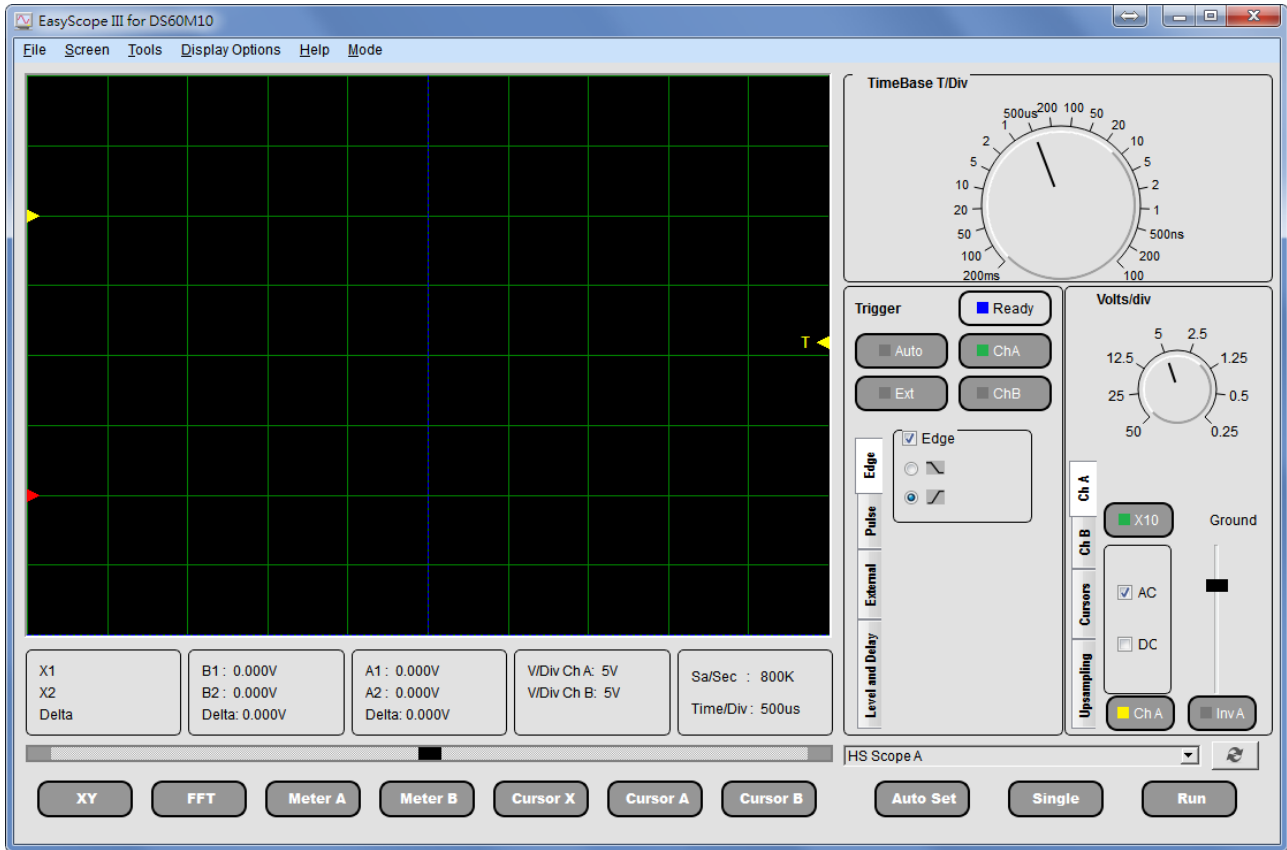 EasyScope III for DS60M10
File Screen Tools Display Options Help Mode
TimeBase T/Div
500us 200 100 50
1 20
2 10
5 5
10 2
20 1
50 500ns
100 200
200ms 100
T
Trigger
Ready
Auto ChA
Ext ChB
Edge
Edge
Pulse
External
Level and Delay
Volts/div
5 2.5
12.5 1.25
25 0.5
50 0.25
Ch A
Ch B
Cursors
Upsampling
X10 Ground
AC
DC
Ch A Inv A
X1
X2
Delta
B1 : 0.000V
B2 : 0.000V
Delta: 0.000V
A1 : 0.000V
A2 : 0.000V
Delta: 0.000V
V/Div Ch A: 5V
V/Div Ch B: 5V
Sa/Sec : 800K
Time/Div : 500us
HS Scope A
XY FFT Meter A Meter B Cursor X Cursor A Cursor B Auto Set Single Run